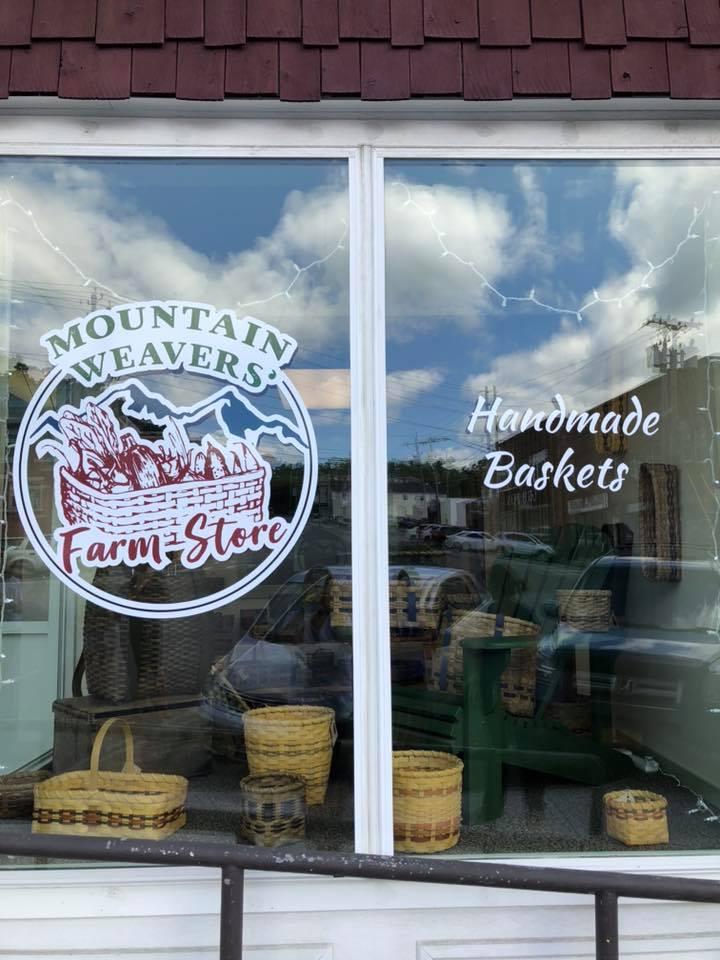 MOUNTAIN
WEAVERS'
Farm-Store
Handmade
Baskets